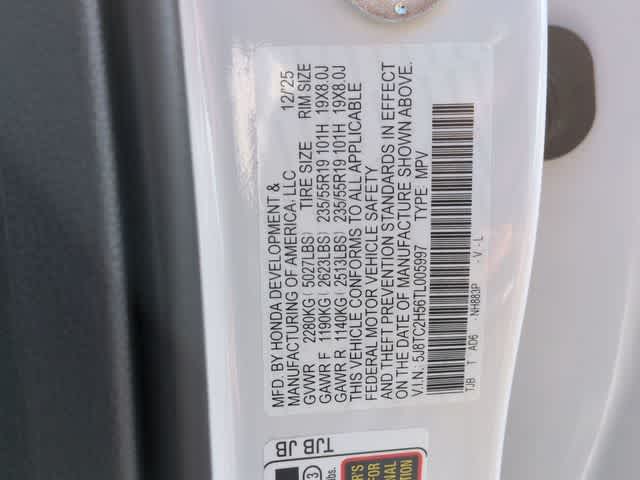 MFD. BY HONDA DEVELOPMENT & 12/'25
MANUFACTURING OF AMERICA, LLC
GVWR 2280KG(5027LBS) TIRE SIZE RIM SIZE
GAWR F 1190KG(2623LBS) 235/55R19 101H 19X8.0J
GAWR R 1140KG(2513LBS) 235/55R19 101H 19X8.0J
THIS VEHICLE CONFORMS TO ALL APPLICABLE
FEDERAL MOTOR VEHICLE SAFETY
AND THEFT PREVENTION STANDARDS IN EFFECT
ON THE DATE OF MANUFACTURE SHOWN ABOVE.
V.I.N: 5J8TC2H56TL005997 TYPE MPV
TJB T A06 NH883P - V - L
TJB JB
3
lbs.